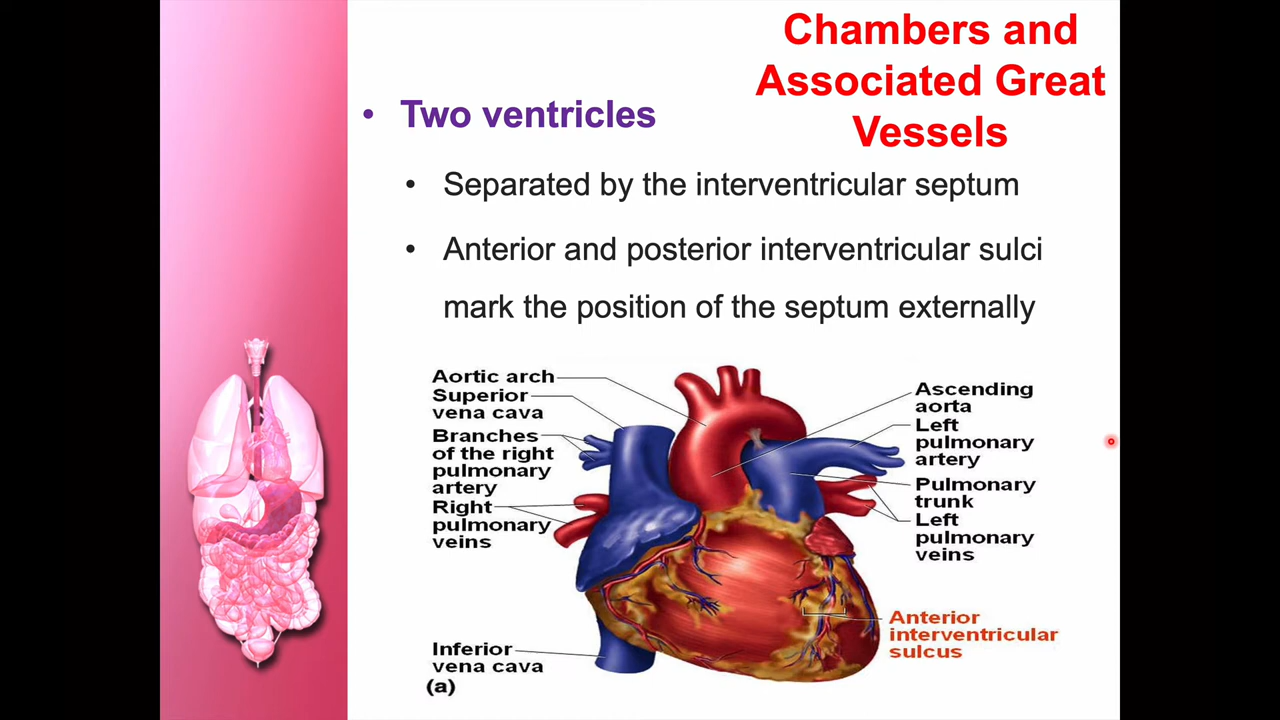 Chambers and
Associated Great
Vessels
• Two ventricles
• Separated by the interventricular septum
• Anterior and posterior interventricular sulci
mark the position of the septum externally
Aortic arch
Superior
vena cava
Branches
of the right
pulmonary
artery
Right
pulmonary
veins
Inferior
vena cava
(a)
Ascending
aorta
Left
pulmonary
artery
Pulmonary
trunk
Left
pulmonary
veins
Anterior
interventricular
sulcus